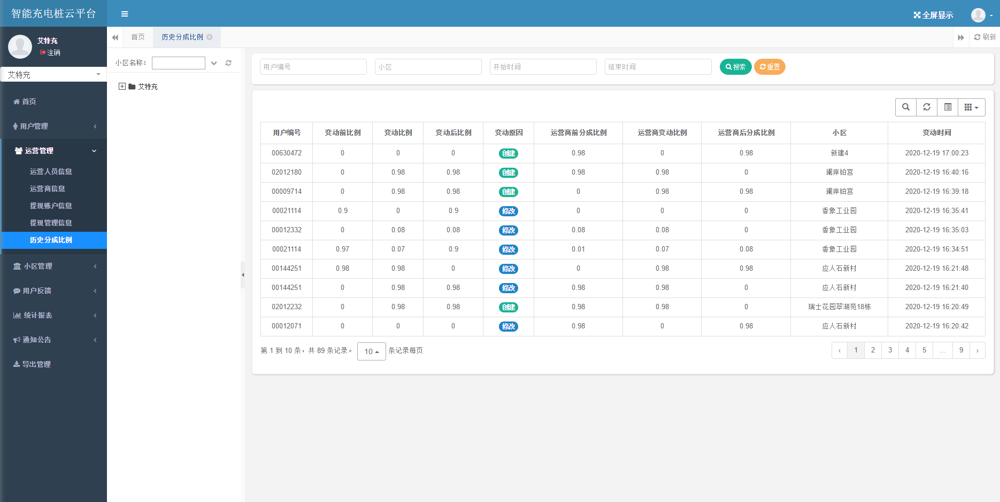 智能充电桩云平台
全屏显示
-
艾特充
注销
艾特充
首页
用户管理
运营管理
运营人员信息
运营商信息
提现账户信息
提现管理信息
历史分成比例
小区管理
用户反馈
统计报表
通知公告
导出管理
首页 历史分成比例 刷新
小区名称：
艾特充
用户编号 小区 开始时间 结束时间 搜索 重置
用户编号 变动前比例 变动比例 变动后比例 变动原因 运营商前分成比例 运营商变动比例 运营商后分成比例 小区 变动时间
00630472 0 0 0 创建 0.98 0 0.98 新建4 2020-12-19 17:00:23
02012180 0 0.98 0.98 创建 0.98 0.98 0 澜岸铂宫 2020-12-19 16:40:16
00009714 0 0.98 0.98 创建 0 0.98 0.98 澜岸铂宫 2020-12-19 16:39:18
00021114 0.9 0 0.9 修改 0 0 0 香象工业园 2020-12-19 16:35:41
00012332 0 0.08 0.08 修改 0.08 0.08 0 香象工业园 2020-12-19 16:35:03
00021114 0.97 0.07 0.9 修改 0.01 0.07 0.08 香象工业园 2020-12-19 16:34:51
00144251 0.98 0.98 0 修改 0 0.98 0.98 应人石新村 2020-12-19 16:21:48
00144251 0 0.98 0.98 修改 0.98 0.98 0 应人石新村 2020-12-19 16:21:40
02012232 0 0.98 0.98 创建 0.98 0.98 0 瑞士花园翠湖苑18栋 2020-12-19 16:20:49
00012071 0 0 0 修改 0.98 0 0.98 应人石新村 2020-12-19 16:20:42
第 1 到 10 条，共 89 条记录。 10 条记录每页
‹ 1 2 3 4 5 ... 9 ›